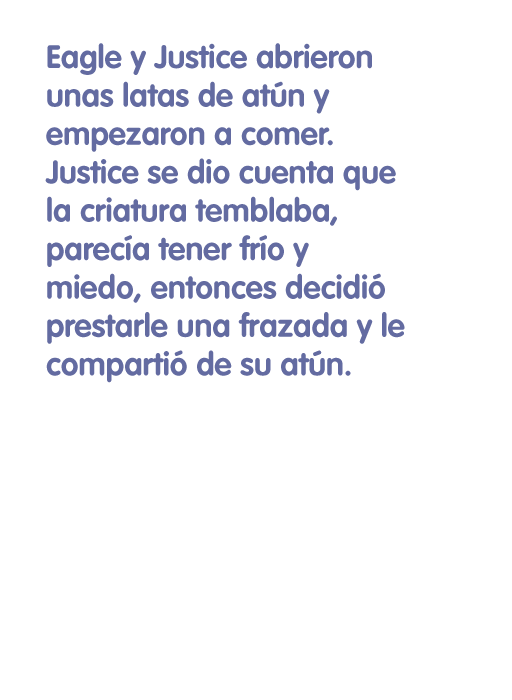 Eagle y Justice abrieron
unas latas de atún y
empezaron a comer.
Justice se dio cuenta que
la criatura temblaba,
parecía tener frío y
miedo, entonces decidió
prestarle una frazada y le
compartió de su atún.